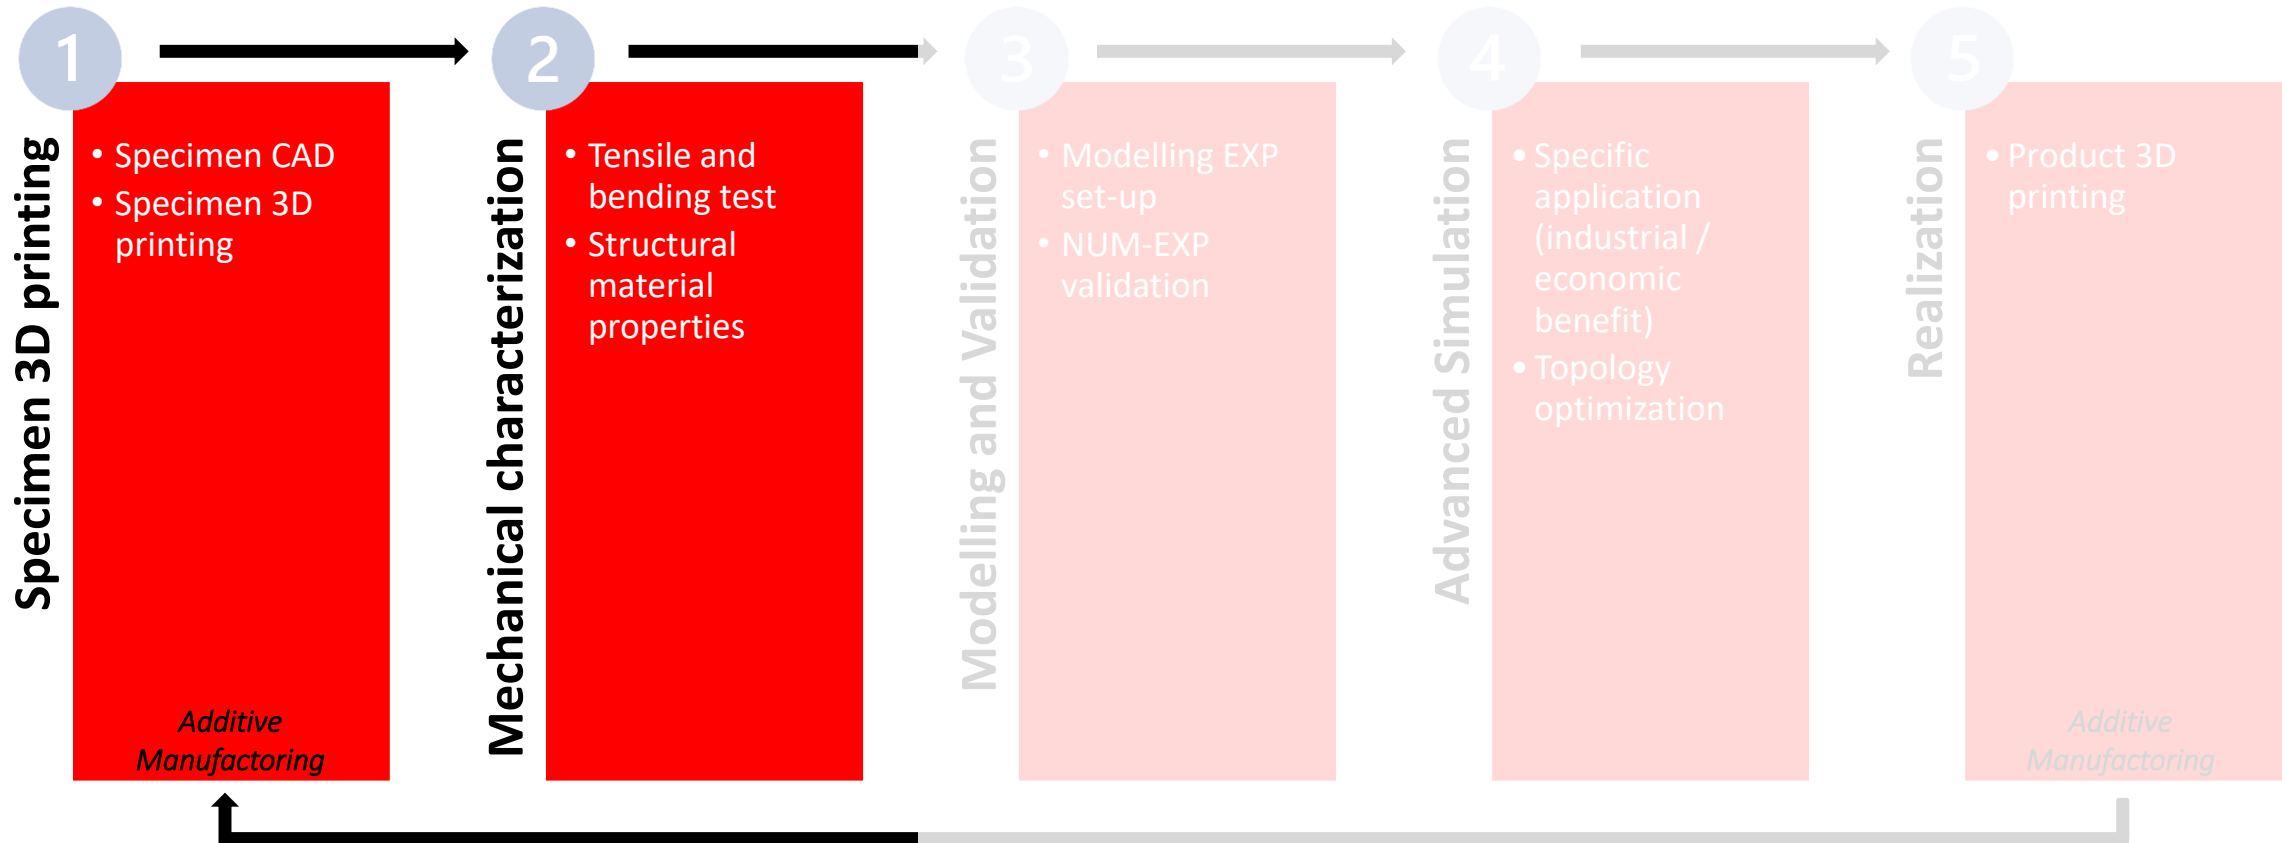 1
Specimen 3D printing
• Specimen CAD
• Specimen 3D
printing
Additive
Manufactoring
2
Mechanical characterization
• Tensile and
bending test
• Structural
material
properties
3
Modelling and Validation
• Modelling EXP
set-up
• NUM-EXP
validation
4
Advanced Simulation
• Specific
application
(industrial /
economic
benefit)
• Topology
optimization
5
Realization
• Product 3D
printing
Additive
Manufactoring